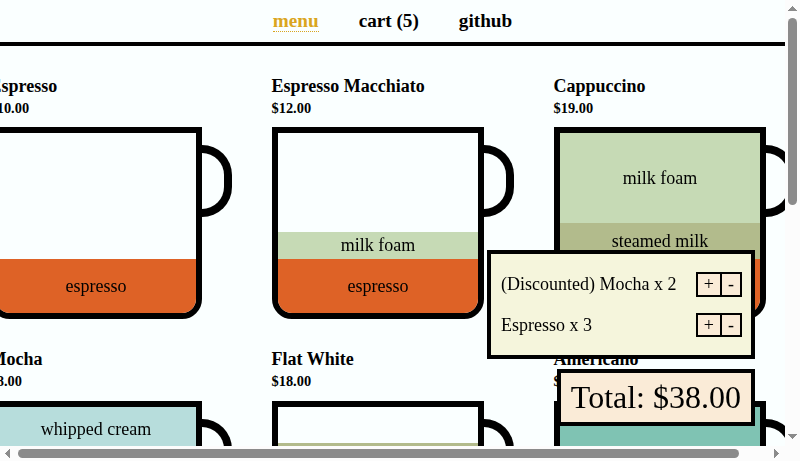 menu cart (5) github
Espresso Espresso Macchiato Cappuccino
$10.00 $12.00 $19.00
milk foam
milk foam steamed milk
espresso espresso
(Discounted) Mocha x 2 + -
Espresso x 3 + -
Mocha Flat White Americano
8.00 $18.00
Total: $38.00
whipped cream